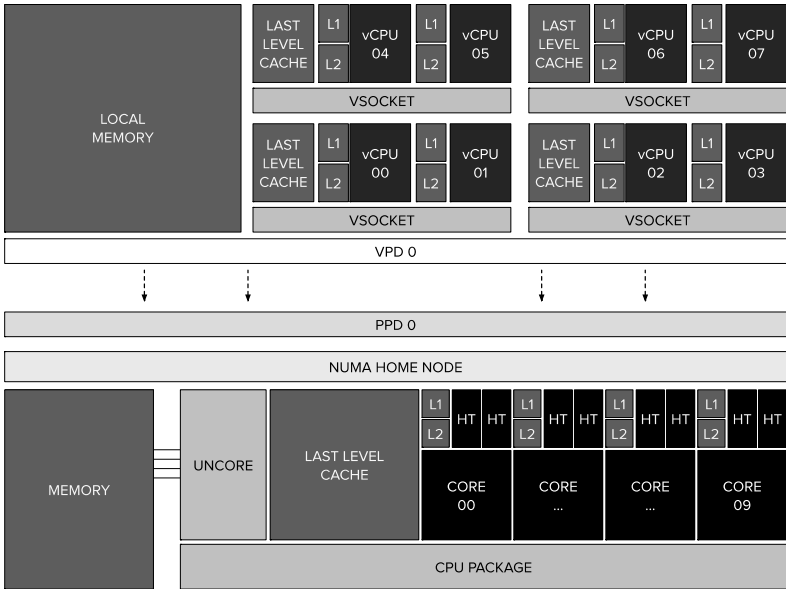 LOCAL
MEMORY
LAST
LEVEL
CACHE
L1
L2
vCPU
04
L1
L2
vCPU
05
VSOCKET
LAST
LEVEL
CACHE
L1
L2
vCPU
06
L1
L2
vCPU
07
VSOCKET
LAST
LEVEL
CACHE
L1
L2
vCPU
00
L1
L2
vCPU
01
VSOCKET
LAST
LEVEL
CACHE
L1
L2
vCPU
02
L1
L2
vCPU
03
VSOCKET
VPD 0
PPD 0
NUMA HOME NODE
MEMORY
UNCORE
LAST LEVEL
CACHE
L1
L2
HT
HT
CORE
00
L1
L2
HT
HT
CORE
...
L1
L2
HT
HT
CORE
...
L1
L2
HT
HT
CORE
09
CPU PACKAGE